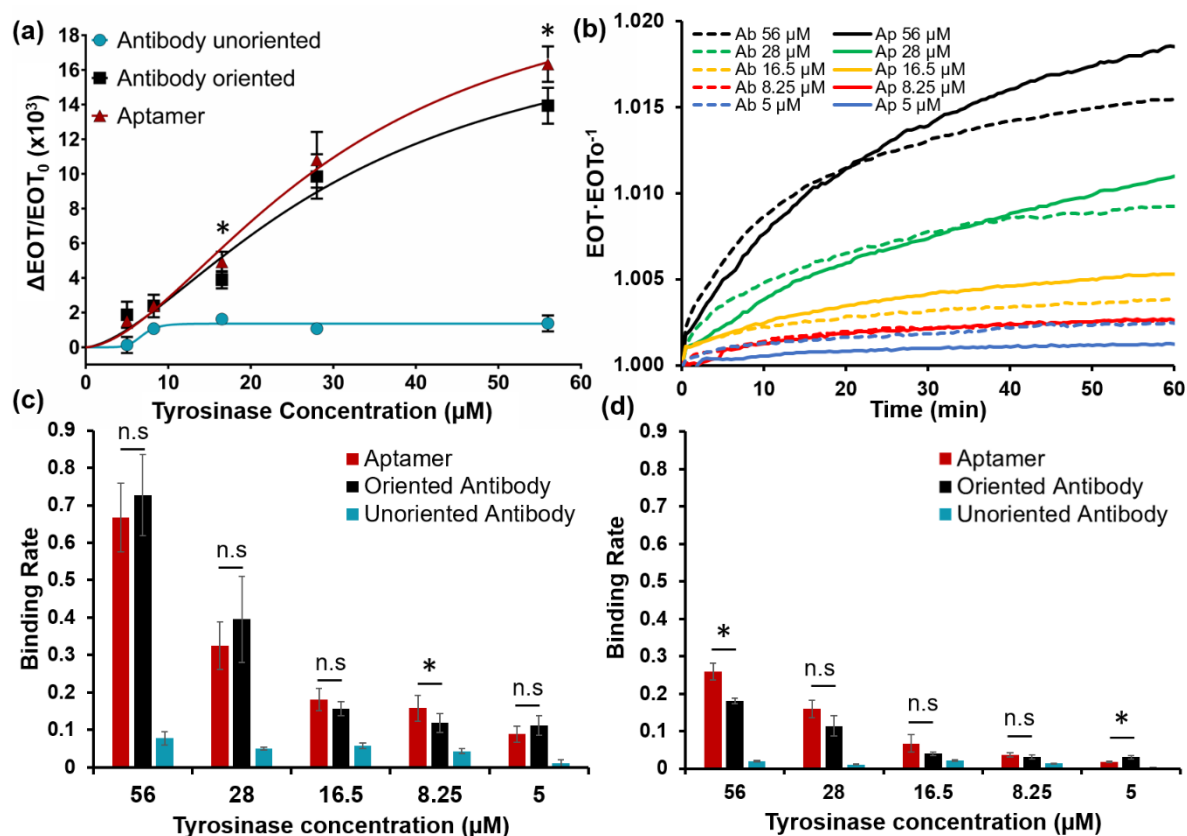 (a)
Antibody unoriented
Antibody oriented
Aptamer
*
*
ΔEOT/EOT₀ (x10³)
18
16
14
12
10
8
6
4
2
0
0 10 20 30 40 50 60
Tyrosinase Concentration (µM)
(b)
Ab 56 µM Ap 56 µM
Ab 28 µM Ap 28 µM
Ab 16.5 µM Ap 16.5 µM
Ab 8.25 µM Ap 8.25 µM
Ab 5 µM Ap 5 µM
EOT·EOTo⁻¹
1.020
1.015
1.010
1.005
1.000
0 10 20 30 40 50 60
Time (min)
(c)
Aptamer
Oriented Antibody
Unoriented Antibody
n.s
n.s
n.s
*
n.s
Binding Rate
0.9
0.8
0.7
0.6
0.5
0.4
0.3
0.2
0.1
0
56 28 16.5 8.25 5
Tyrosinase concentration (µM)
(d)
Aptamer
Oriented Antibody
Unoriented Antibody
*
n.s
n.s
n.s
*
Binding Rate
0.9
0.8
0.7
0.6
0.5
0.4
0.3
0.2
0.1
0
56 28 16.5 8.25 5
Tyrosinase concentration (µM)